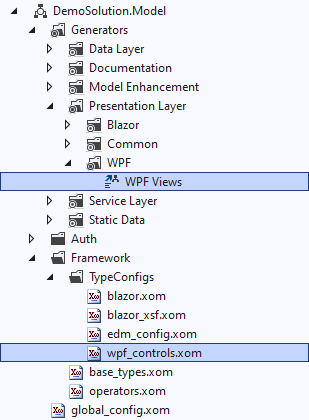 DemoSolution.Model
Generators
Data Layer
Documentation
Model Enhancement
Presentation Layer
Blazor
Common
WPF
WPF Views
Service Layer
Static Data
Auth
Framework
TypeConfigs
blazor.xom
blazor_xsf.xom
edm_config.xom
wpf_controls.xom
base_types.xom
operators.xom
global_config.xom